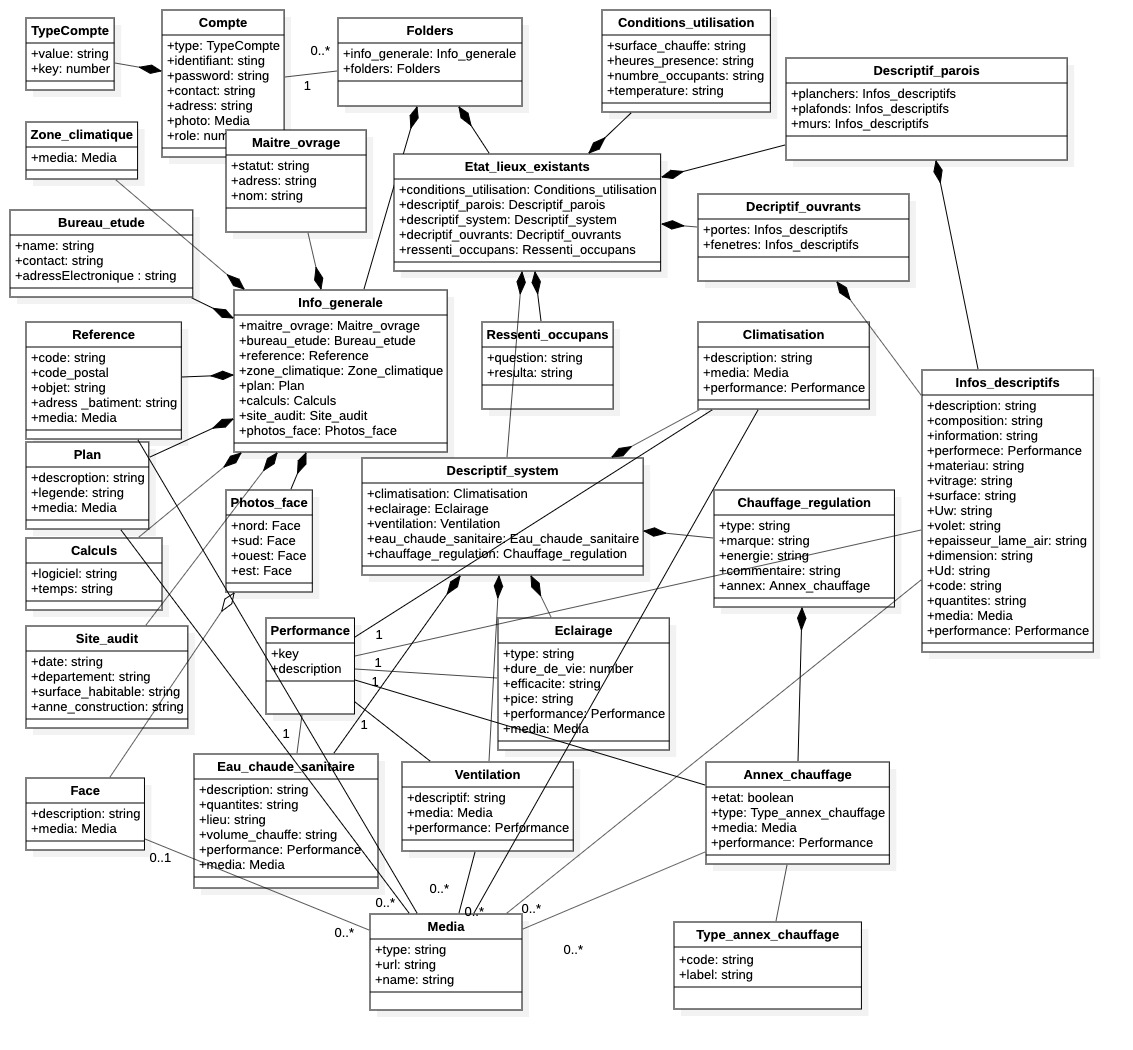 TypeCompte
+value: string
+key: number
Compte
+type: TypeCompte
+identifiant: sting
+password: string
+contact: string
+adress: string
+photo: Media
+role: num
0..*
1
Folders
+info_generale: Info_generale
+folders: Folders
Conditions_utilisation
+surface_chauffe: string
+heures_presence: string
+numbre_occupants: string
+temperature: string
Descriptif_parois
+planchers: Infos_descriptifs
+plafonds: Infos_descriptifs
+murs: Infos_descriptifs
Zone_climatique
+media: Media
Maitre_ovrage
+statut: string
+adress: string
+nom: string
Etat_lieux_existants
+conditions_utilisation: Conditions_utilisation
+descriptif_parois: Descriptif_parois
+descriptif_system: Descriptif_system
+decriptif_ouvrants: Decriptif_ouvrants
+ressenti_occupans: Ressenti_occupans
Decriptif_ouvrants
+portes: Infos_descriptifs
+fenetres: Infos_descriptifs
Bureau_etude
+name: string
+contact: string
+adressElectronique : string
Info_generale
+maitre_ovrage: Maitre_ovrage
+bureau_etude: Bureau_etude
+reference: Reference
+zone_climatique: Zone_climatique
+plan: Plan
+calculs: Calculs
+site_audit: Site_audit
+photos_face: Photos_face
Reference
+code: string
+code_postal
+objet: string
+adress _batiment: string
+media: Media
Ressenti_occupans
+question: string
+resulta: string
Climatisation
+description: string
+media: Media
+performance: Performance
Infos_descriptifs
+description: string
+composition: string
+information: string
+performece: Performance
+materiau: string
+vitrage: string
+surface: string
+Uw: string
+volet: string
+epaisseur_lame_air: string
+dimension: string
+Ud: string
+code: string
+quantites: string
+media: Media
+performance: Performance
Plan
+descroption: string
+legende: string
+media: Media
Photos_face
+nord: Face
+sud: Face
+ouest: Face
+est: Face
Descriptif_system
+climatisation: Climatisation
+eclairage: Eclairage
+ventilation: Ventilation
+eau_chaude_sanitaire: Eau_chaude_sanitaire
+chauffage_regulation: Chauffage_regulation
Chauffage_regulation
+type: string
+marque: string
+energie: string
+commentaire: string
+annex: Annex_chauffage
Calculs
+logiciel: string
+temps: string
Site_audit
+date: string
+departement: string
+surface_habitable: string
+anne_construction: string
Performance
+key
+description
1
1
1
1
1
Eclairage
+type: string
+dure_de_vie: number
+efficacite: string
+pice: string
+performance: Performance
+media: Media
Face
+description: string
+media: Media
0..1
Eau_chaude_sanitaire
+description: string
+quantites: string
+lieu: string
+volume_chauffe: string
+performance: Performance
+media: Media
Ventilation
+descriptif: string
+media: Media
+performance: Performance
Annex_chauffage
+etat: boolean
+type: Type_annex_chauffage
+media: Media
+performance: Performance
0..*
0..*
0..*
0..*
0..*
0..*
Media
+type: string
+url: string
+name: string
Type_annex_chauffage
+code: string
+label: string